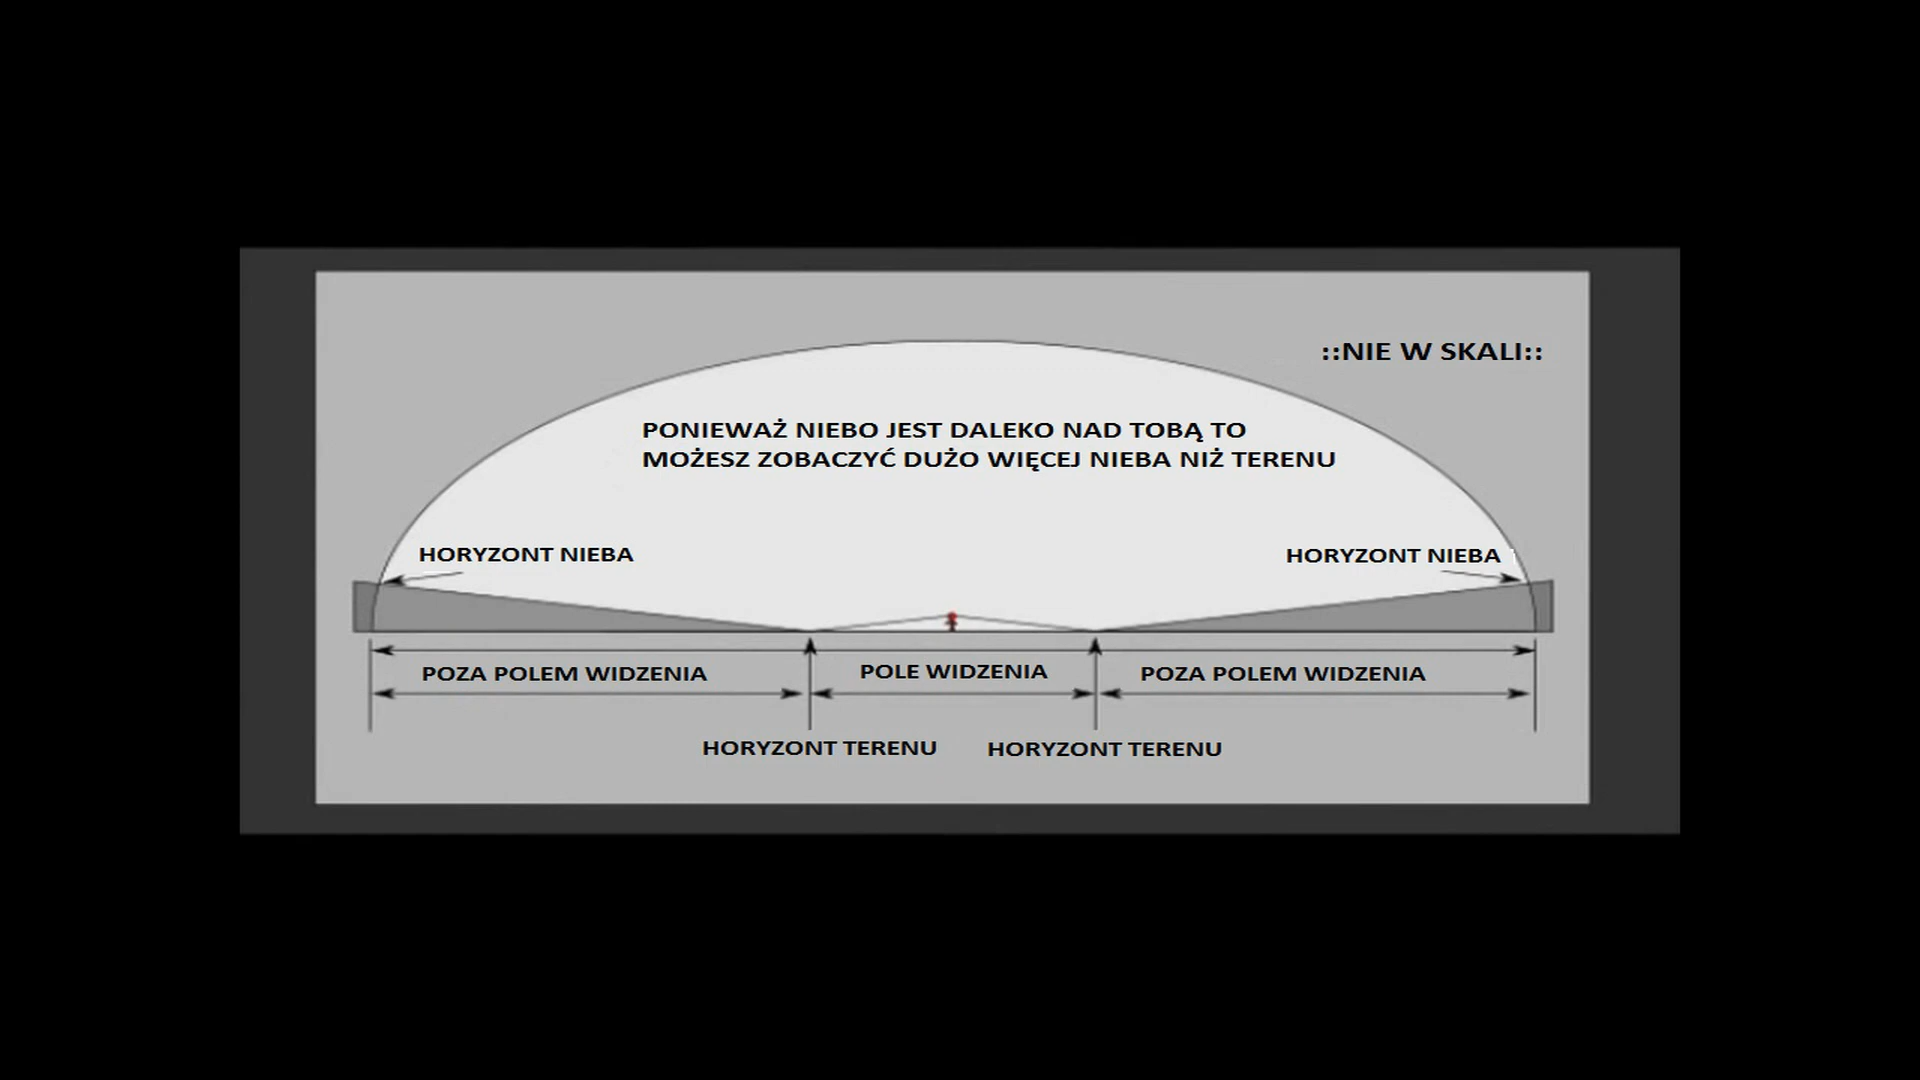 ::NIE W SKALI::
PONIEWAŻ NIEBO JEST DALEKO NAD TOBĄ TO
MOŻESZ ZOBACZYĆ DUŻO WIĘCEJ NIEBA NIŻ TERENU
HORYZONT NIEBA
HORYZONT NIEBA
POZA POLEM WIDZENIA
POLE WIDZENIA
POZA POLEM WIDZENIA
HORYZONT TERENU
HORYZONT TERENU